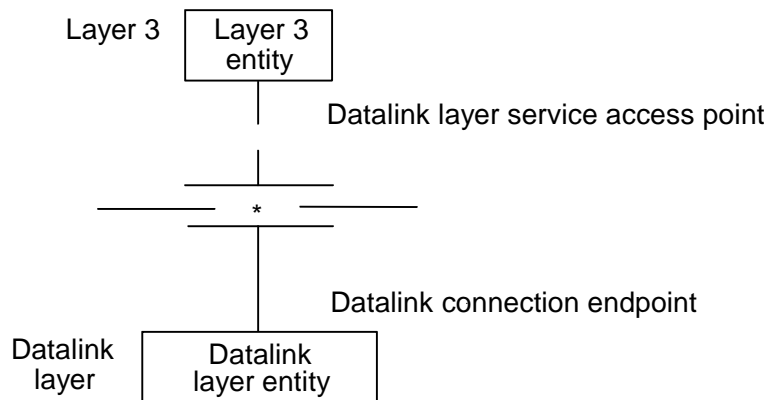 Layer 3
Layer 3
entity
Datalink layer service access point
*
Datalink connection endpoint
Datalink
layer
Datalink
layer entity